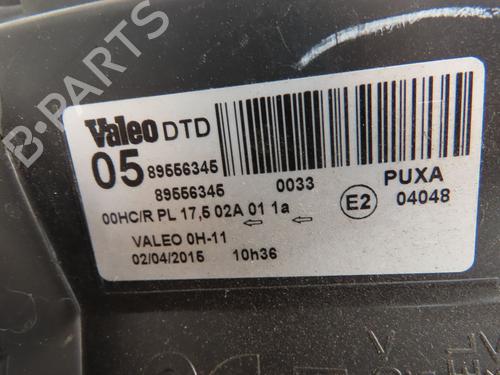 B-PARTS
Valeo DTD
05 89556345
89556345 0033
PUXA
E2 04048
00HC/R PL 17,5 02A 01 1a
← ←
VALEO 0H-11
02/04/2015 10h36